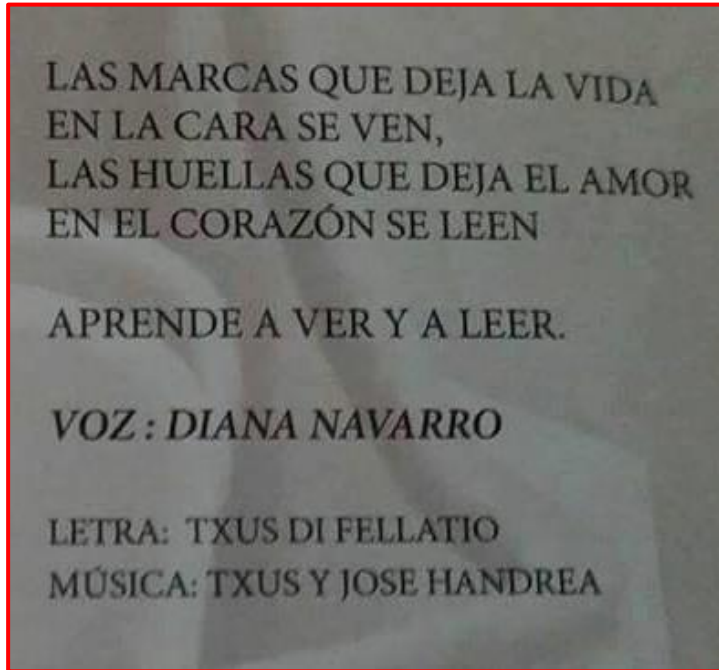 LAS MARCAS QUE DEJA LA VIDA
EN LA CARA SE VEN,
LAS HUELLAS QUE DEJA EL AMOR
EN EL CORAZÓN SE LEEN
APRENDE A VER Y A LEER.
VOZ : DIANA NAVARRO
LETRA: TXUS DI FELLATIO
MÚSICA: TXUS Y JOSE HANDREA